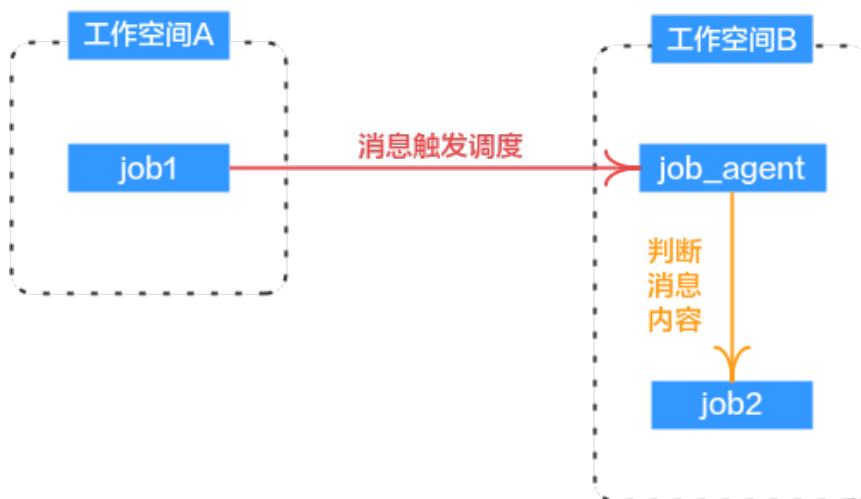 工作空间A
工作空间B
消息触发调度
job1
job_agent
判断
消息
内容
job2